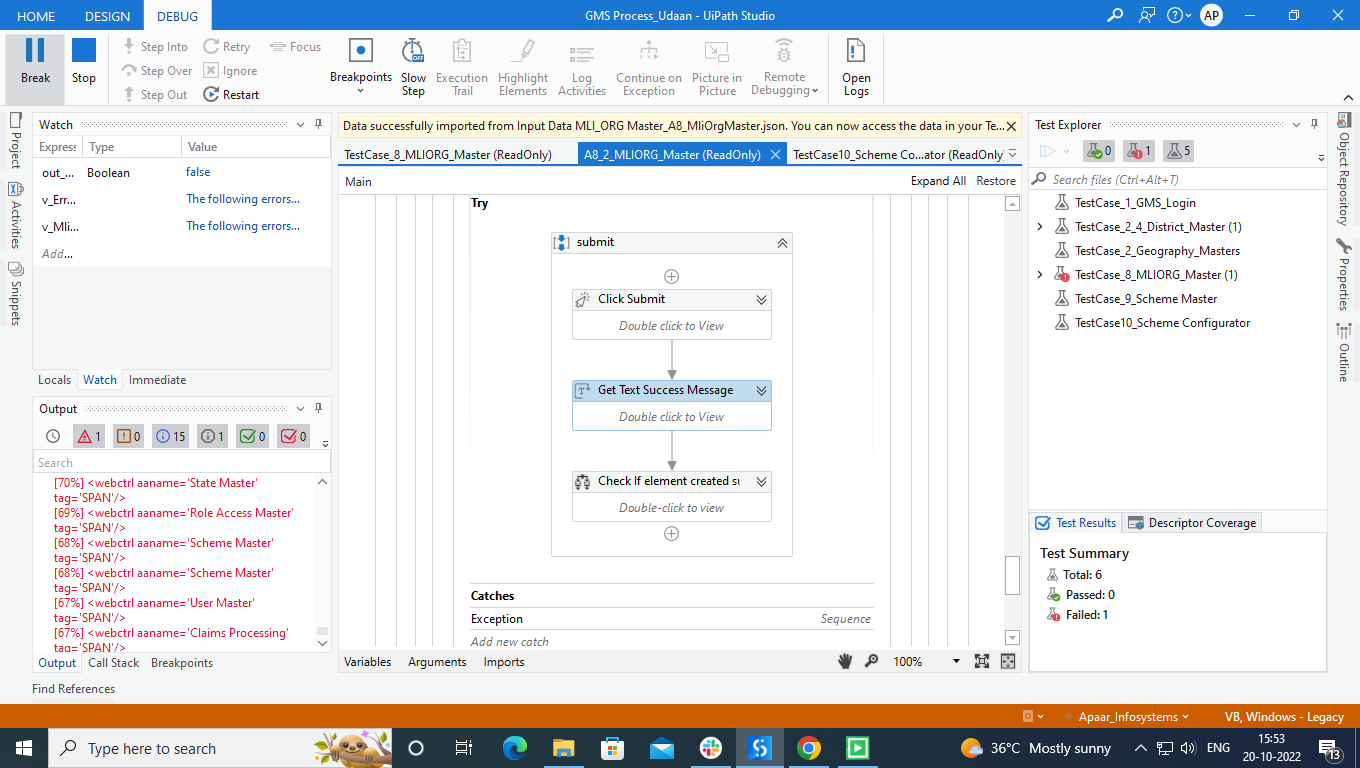 HOME DESIGN DEBUG GMS Process_Udaan - UiPath Studio AP
Break Stop
Step Into Retry Focus
Step Over Ignore
Step Out Restart
Breakpoints Slow Step Execution Trail Highlight Elements Log Activities Continue on Exception Picture in Picture Remote Debugging Open Logs
Project
Activities
Snippets
Watch
Express Type Value
out_... Boolean false
v_Err... The following errors...
v_Mli... The following errors...
Add...
Locals Watch Immediate
Output
1 0 15 1 0 0
Search
[70%] <webctrl aaname='State Master'
tag='SPAN'/>
[69%] <webctrl aaname='Role Access Master'
tag='SPAN'/>
[68%] <webctrl aaname='Scheme Master'
tag='SPAN'/>
[68%] <webctrl aaname='Scheme Master'
tag='SPAN'/>
[67%] <webctrl aaname='User Master'
tag='SPAN'/>
[67%] <webctrl aaname='Claims Processing'
tag='SPAN'/>
Output Call Stack Breakpoints
Find References
Data successfully imported from Input Data MLI_ORG Master_A8_MliOrgMaster.json. You can now access the data in your Te...
TestCase_8_MLIORG_Master (ReadOnly) A8_2_MLIORG_Master (ReadOnly) TestCase10_Scheme Co...ator (ReadOnly)
Main Expand All Restore
Try
submit
Click Submit
Double click to View
Get Text Success Message
Double click to View
Check If element created su
Double-click to view
Catches
Exception Sequence
Add new catch
Variables Arguments Imports 100%
Test Explorer
0 1 5
Search files (Ctrl+Alt+T)
TestCase_1_GMS_Login
TestCase_2_4_District_Master (1)
TestCase_2_Geography_Masters
TestCase_8_MLIORG_Master (1)
TestCase_9_Scheme Master
TestCase10_Scheme Configurator
Test Results Descriptor Coverage
Test Summary
Total: 6
Passed: 0
Failed: 1
Object Repository
Properties
Outline
Apaar_Infosystems VB, Windows - Legacy
Type here to search 36°C Mostly sunny ENG 15:53
20-10-2022 13